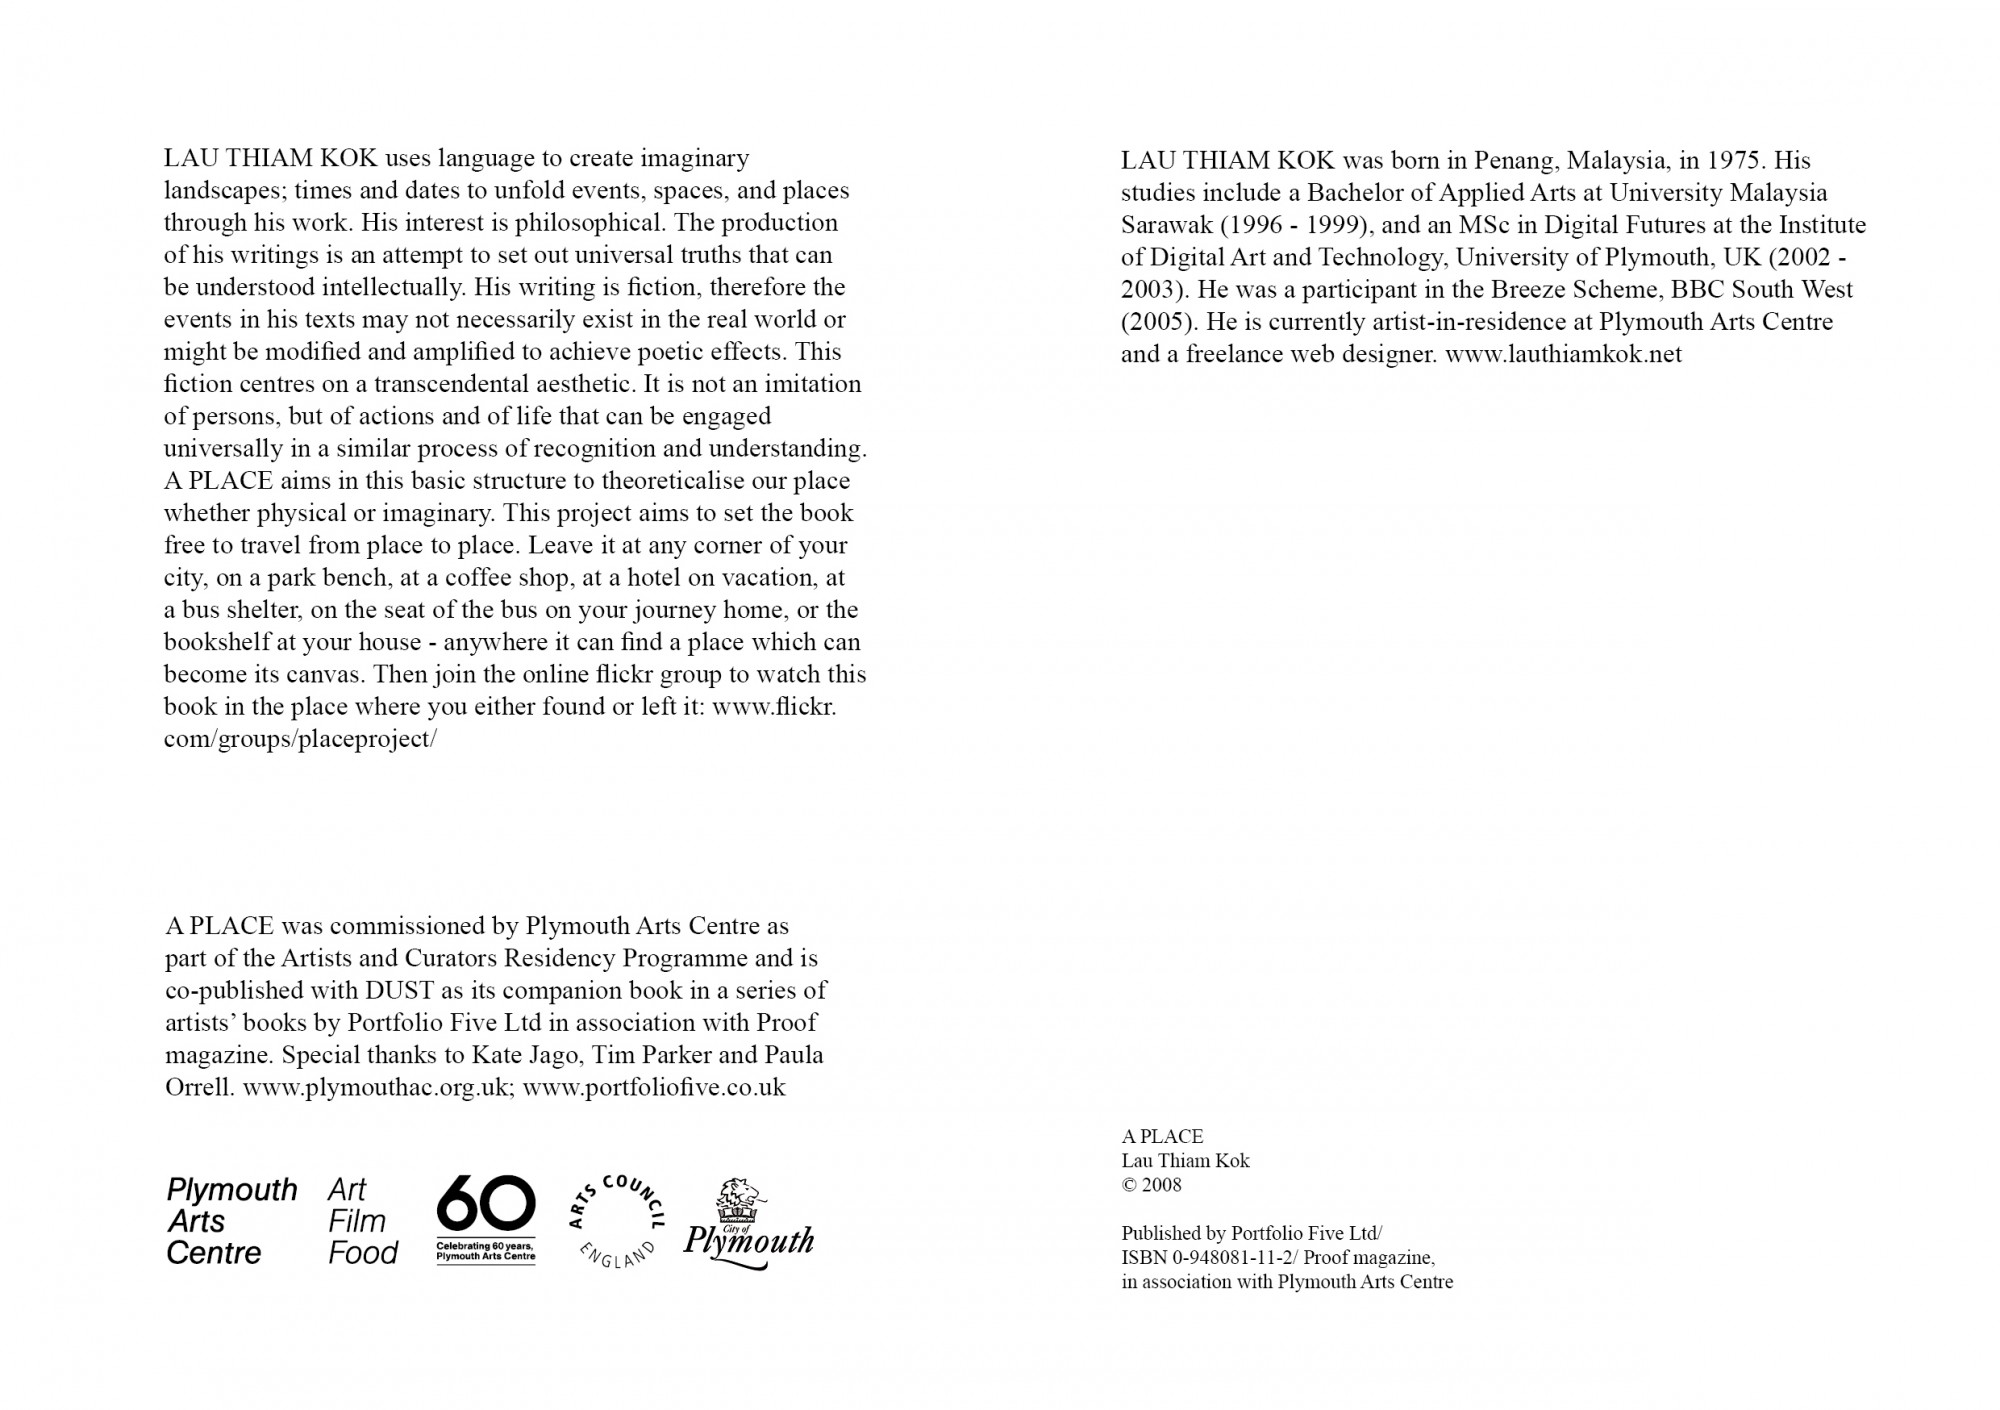 LAU THIAM KOK uses language to create imaginary
landscapes; times and dates to unfold events, spaces, and places
through his work. His interest is philosophical. The production
of his writings is an attempt to set out universal truths that can
be understood intellectually. His writing is fiction, therefore the
events in his texts may not necessarily exist in the real world or
might be modified and amplified to achieve poetic effects. This
fiction centres on a transcendental aesthetic. It is not an imitation
of persons, but of actions and of life that can be engaged
universally in a similar process of recognition and understanding.
A PLACE aims in this basic structure to theoreticalise our place
whether physical or imaginary. This project aims to set the book
free to travel from place to place. Leave it at any corner of your
city, on a park bench, at a coffee shop, at a hotel on vacation, at
a bus shelter, on the seat of the bus on your journey home, or the
bookshelf at your house - anywhere it can find a place which can
become its canvas. Then join the online flickr group to watch this
book in the place where you either found or left it: www.flickr.
com/groups/placeproject/
A PLACE was commissioned by Plymouth Arts Centre as
part of the Artists and Curators Residency Programme and is
co-published with DUST as its companion book in a series of
artists’ books by Portfolio Five Ltd in association with Proof
magazine. Special thanks to Kate Jago, Tim Parker and Paula
Orrell. www.plymouthac.org.uk; www.portfoliofive.co.uk
Plymouth
Arts
Centre
Art
Film
Food
60
Celebrating 60 years,
Plymouth Arts Centre
ARTS COUNCIL
ENGLAND
City of
Plymouth
LAU THIAM KOK was born in Penang, Malaysia, in 1975. His
studies include a Bachelor of Applied Arts at University Malaysia
Sarawak (1996 - 1999), and an MSc in Digital Futures at the Institute
of Digital Art and Technology, University of Plymouth, UK (2002 -
2003). He was a participant in the Breeze Scheme, BBC South West
(2005). He is currently artist-in-residence at Plymouth Arts Centre
and a freelance web designer. www.lauthiamkok.net
A PLACE
Lau Thiam Kok
© 2008
Published by Portfolio Five Ltd/
ISBN 0-948081-11-2/ Proof magazine,
in association with Plymouth Arts Centre